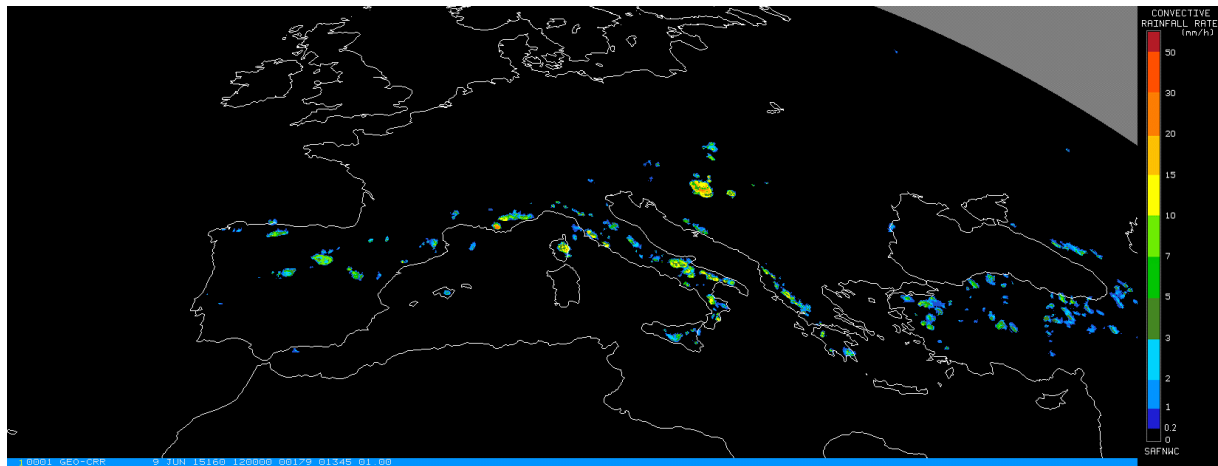 CONVECTIVE
RAINFALL RATE
(mm/h)
50
30
20
15
10
7
5
3
2
1
0.2
0
SAFNWC
i0001 GEO-CRR 9 JUN 15160 120000 00179 01345 01.00